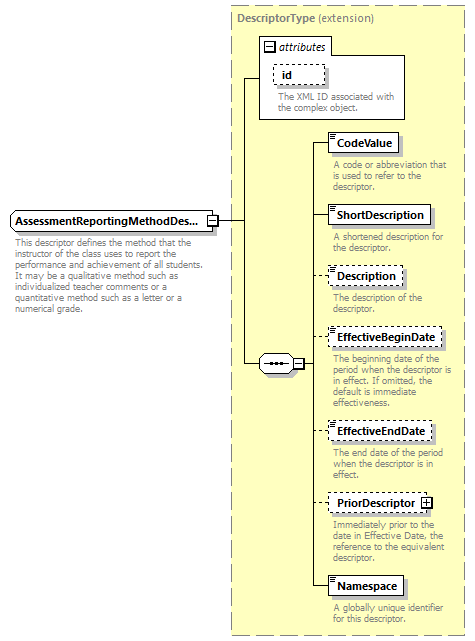 DescriptorType (extension)
attributes
id
The XML ID associated with
the complex object.
CodeValue
A code or abbreviation that
is used to refer to the
descriptor.
ShortDescription
A shortened description for
the descriptor.
AssessmentReportingMethodDes...
This descriptor defines the method that the
instructor of the class uses to report the
performance and achievement of all students.
It may be a qualitative method such as
individualized teacher comments or a
quantitative method such as a letter or a
numerical grade.
Description
The description of the
descriptor.
EffectiveBeginDate
The beginning date of the
period when the descriptor is
in effect. If omitted, the
default is immediate
effectiveness.
EffectiveEndDate
The end date of the period
when the descriptor is in
effect.
PriorDescriptor
Immediately prior to the
date in Effective Date, the
reference to the equivalent
descriptor.
Namespace
A globally unique identifier
for this descriptor.